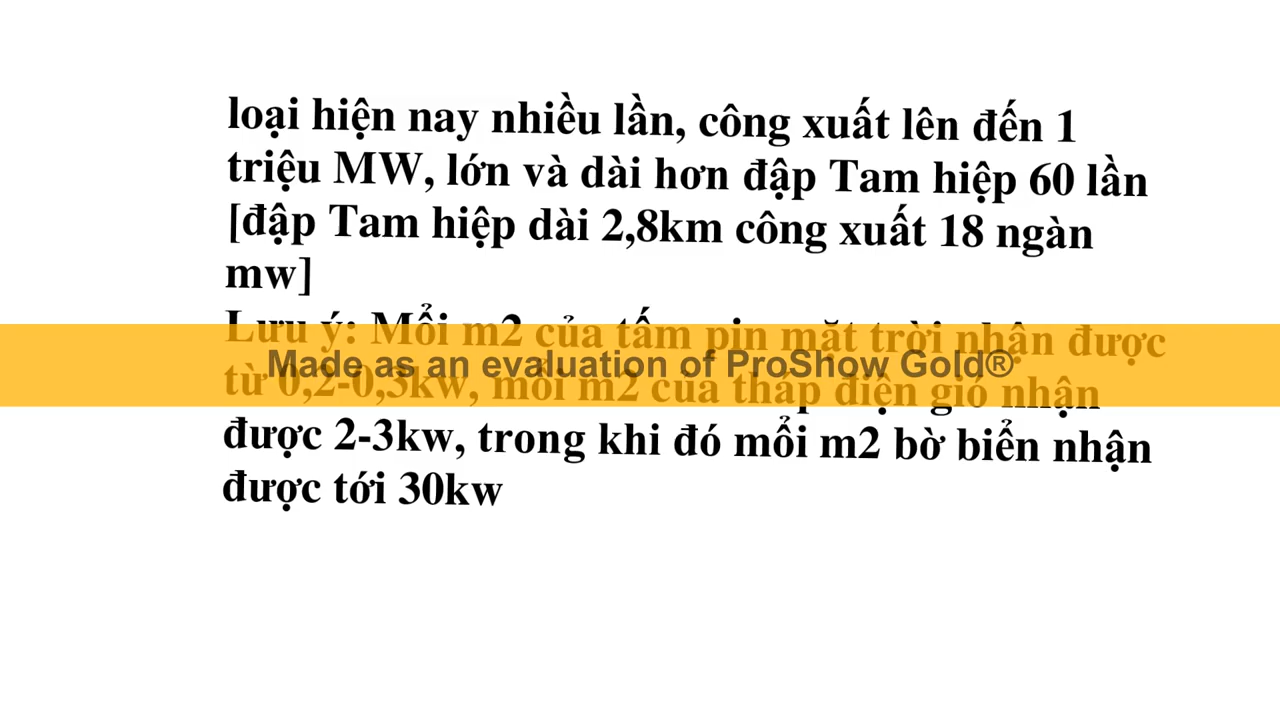 loại hiện nay nhiều lần, công xuất lên đến 1
triệu MW, lớn và dài hơn đập Tam hiệp 60 lần
[đập Tam hiệp dài 2,8km công xuất 18 ngàn
mw]
Lưu ý: Mổi m2 của tấm pin mặt trời nhận được
Made as an evaluation of ProShow Gold®
từ 0,2-0,3kw, mổi m2 của tháp điện gió nhận
được 2-3kw, trong khi đó mổi m2 bờ biển nhận
được tới 30kw